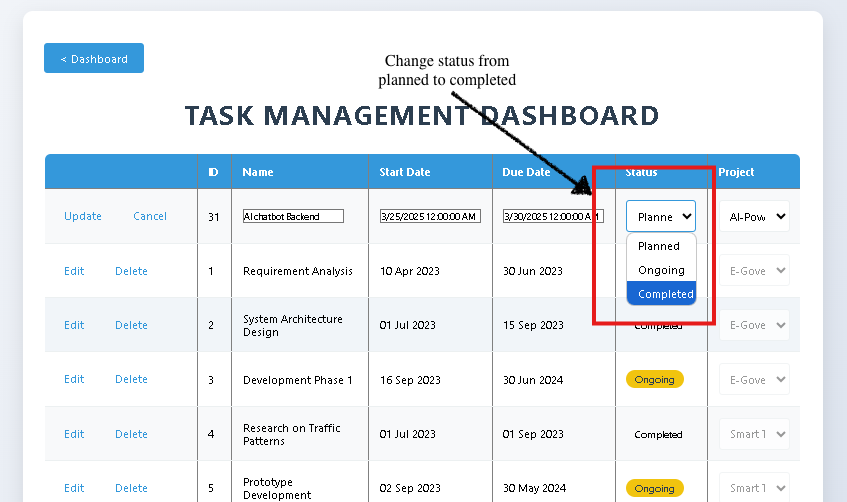 < Dashboard
Change status from
planned to completed
TASK MANAGEMENT DASHBOARD
ID Name Start Date Due Date Status Project
Update Cancel 31 AI chatbot Backend 3/25/2025 12:00:00 AM 3/30/2025 12:00:00 AM Planne AI-Pow
Planned
Ongoing
Completed
Edit Delete 1 Requirement Analysis 10 Apr 2023 30 Jun 2023 E-Gove
Edit Delete 2 System Architecture Design 01 Jul 2023 15 Sep 2023 Completed E-Gove
Edit Delete 3 Development Phase 1 16 Sep 2023 30 Jun 2024 Ongoing E-Gove
Edit Delete 4 Research on Traffic Patterns 01 Jul 2023 01 Sep 2023 Completed Smart T
Edit Delete 5 Prototype Development 02 Sep 2023 30 May 2024 Ongoing Smart T